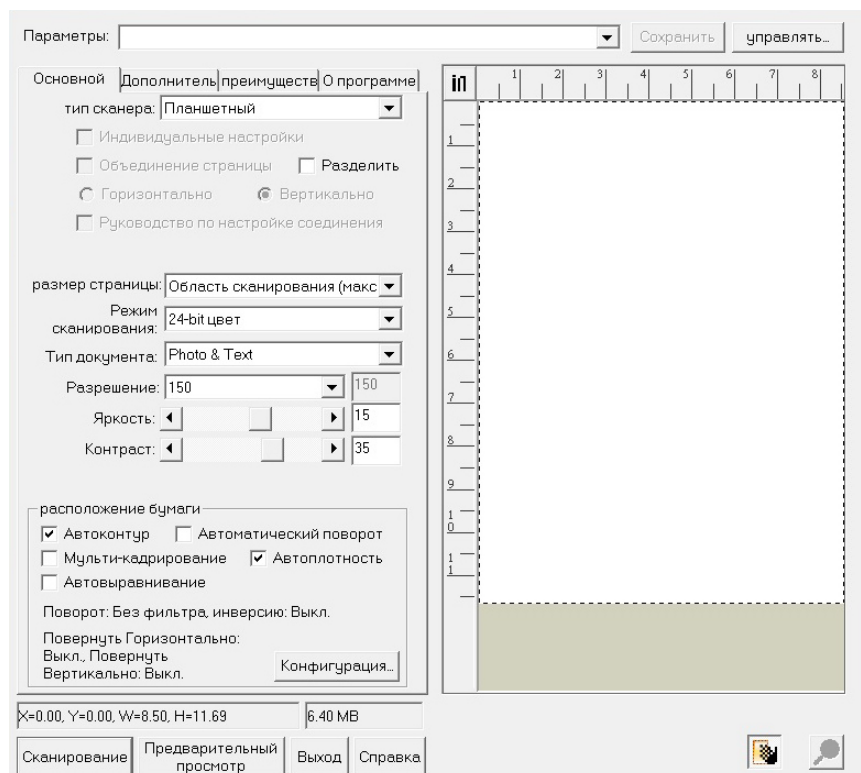 Параметры:
Сохранить
управлять...
Основной
Дополнитель
преимуществ
О программе
тип сканера: Планшетный
Индивидуальные настройки
Объединение страницы Разделить
Горизонтально Вертикально
Руководство по настройке соединения
размер страницы: Область сканирования (макс
Режим
сканирования: 24-bit цвет
Тип документа: Photo & Text
Разрешение: 150 150
Яркость: 15
Контраст: 35
расположение бумаги
Автоконтур Автоматический поворот
Мульти-кадрирование Автоплотность
Автовыравнивание
Поворот: Без фильтра, инверсию: Выкл.
Повернуть Горизонтально:
Выкл., Повернуть
Вертикально: Выкл.
Конфигурация...
X=0.00, Y=0.00, W=8.50, H=11.69 6.40 MB
Сканирование
Предварительный
просмотр
Выход
Справка
in
1 2 3 4 5 6 7 8
1
2
3
4
5
6
7
8
9
10
11